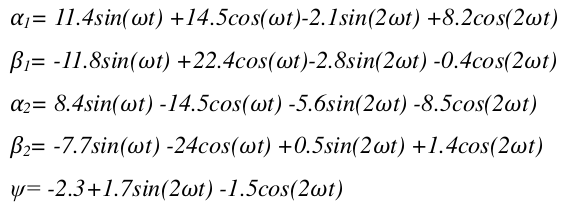 α₁= 11.4sin(ωt) +14.5cos(ωt)-2.1sin(2ωt) +8.2cos(2ωt)
β₁= -11.8sin(ωt) +22.4cos(ωt)-2.8sin(2ωt) -0.4cos(2ωt)
α₂= 8.4sin(ωt) -14.5cos(ωt) -5.6sin(2ωt) -8.5cos(2ωt)
β₂= -7.7sin(ωt) -24cos(ωt) +0.5sin(2ωt) +1.4cos(2ωt)
ψ= -2.3+1.7sin(2ωt) -1.5cos(2ωt)